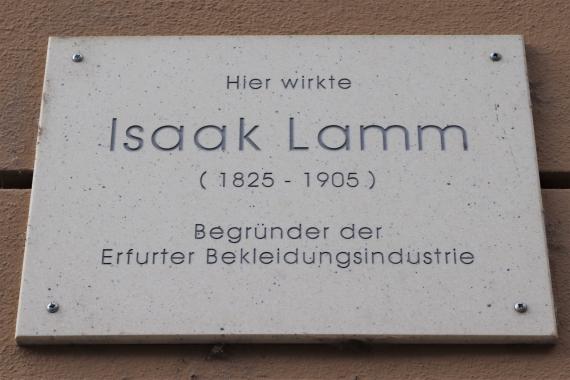 Hier wirkte
Isaak Lamm
( 1825 - 1905 )
Begründer der
Erfurter Bekleidungsindustrie